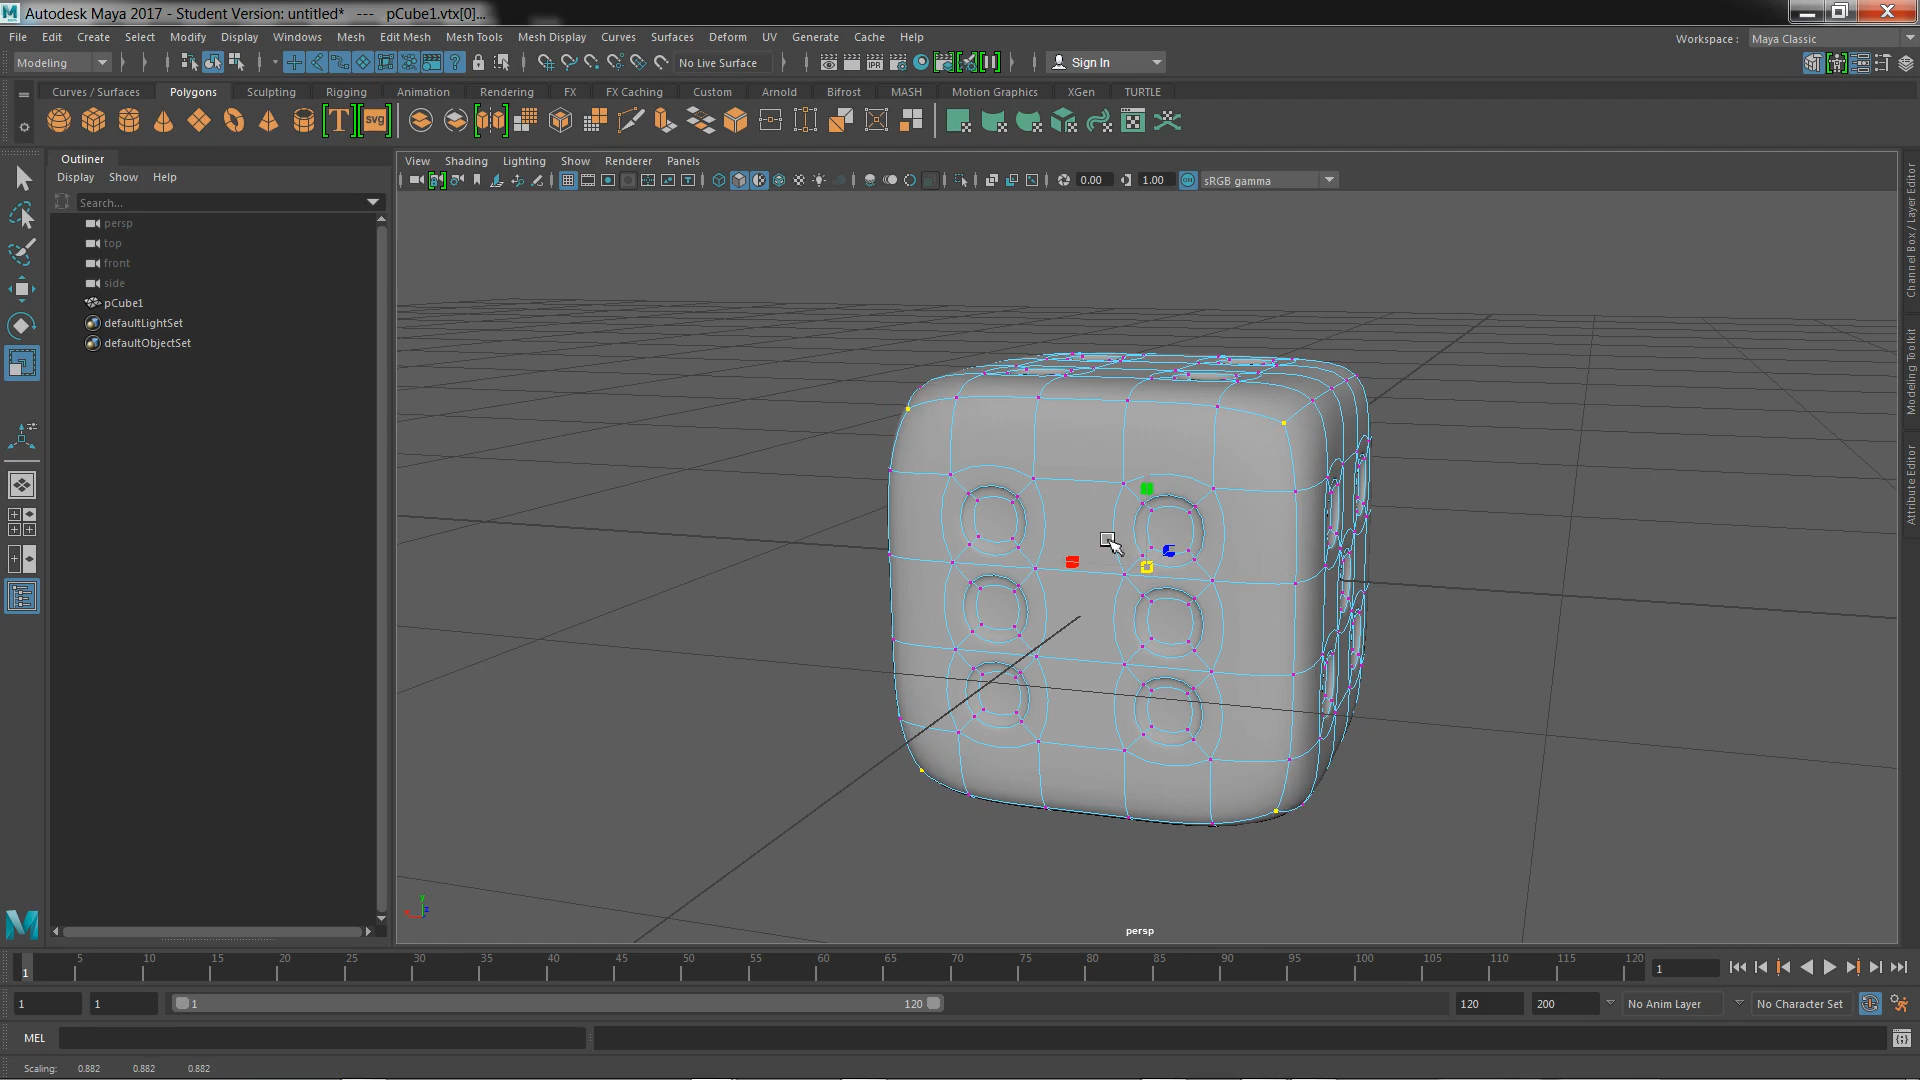 Autodesk Maya 2017 - Student Version: untitled* --- pCube1.vtx[0]...
File Edit Create Select Modify Display Windows Mesh Edit Mesh Mesh Tools Mesh Display Curves Surfaces Deform UV Generate Cache Help
Workspace : Maya Classic
Modeling No Live Surface IPR Sign In
Curves / Surfaces Polygons Sculpting Rigging Animation Rendering FX FX Caching Custom Arnold Bifrost MASH Motion Graphics XGen TURTLE
T svg
Outliner
Display Show Help
Search...
persp
top
front
side
pCube1
defaultLightSet
defaultObjectSet
View Shading Lighting Show Renderer Panels
0.00 1.00 ON sRGB gamma
Channel Box / Layer Editor
Modeling Toolkit
Attribute Editor
y
x z
persp
1 5 10 15 20 25 30 35 40 45 50 55 60 65 70 75 80 85 90 95 100 105 110 115 120 1
1 1 1 120 120 200 No Anim Layer No Character Set
MEL
Scaling: 0.882 0.882 0.882